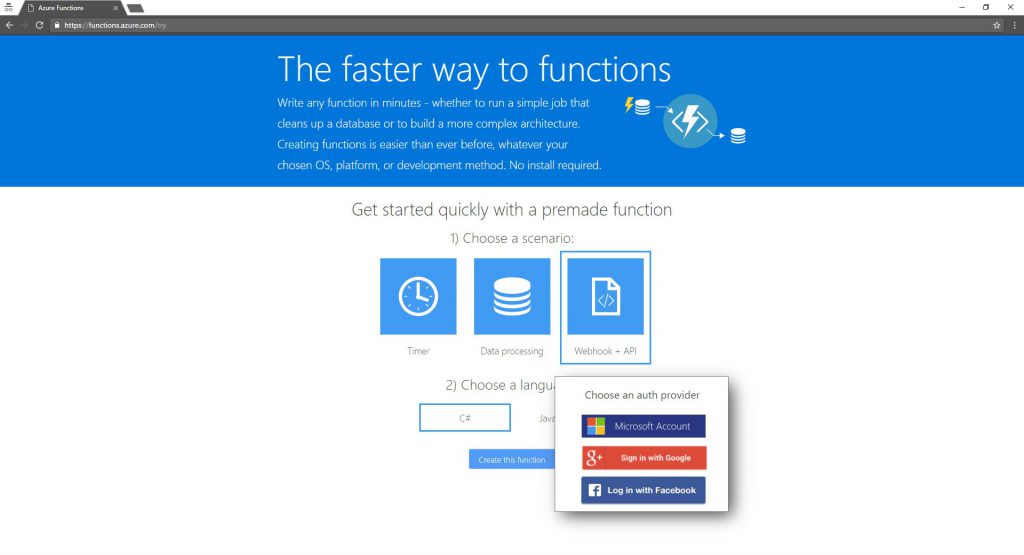 Azure Functions
https://functions.azure.com/try
The faster way to functions
Write any function in minutes - whether to run a simple job that
cleans up a database or to build a more complex architecture.
Creating functions is easier than ever before, whatever your
chosen OS, platform, or development method. No install required.
Get started quickly with a premade function
1) Choose a scenario:
Timer
Data processing
Webhook + API
2) Choose a langua
C#
Java
Create this function
Choose an auth provider
Microsoft Account
g+ Sign in with Google
f Log in with Facebook